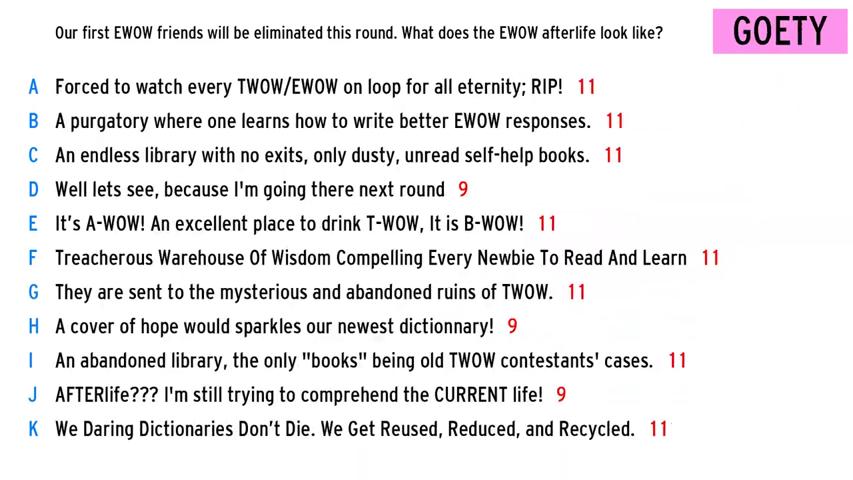 Our first EWOW friends will be eliminated this round. What does the EWOW afterlife look like?
GOETY
A Forced to watch every TWOW/EWOW on loop for all eternity; RIP! 11
B A purgatory where one learns how to write better EWOW responses. 11
C An endless library with no exits, only dusty, unread self-help books. 11
D Well lets see, because I'm going there next round 9
E It's A-WOW! An excellent place to drink T-WOW, It is B-WOW! 11
F Treacherous Warehouse Of Wisdom Compelling Every Newbie To Read And Learn 11
G They are sent to the mysterious and abandoned ruins of TWOW. 11
H A cover of hope would sparkles our newest dictionnary! 9
I An abandoned library, the only "books" being old TWOW contestants' cases. 11
J AFTERlife??? I'm still trying to comprehend the CURRENT life! 9
K We Daring Dictionaries Don't Die. We Get Reused, Reduced, and Recycled. 11